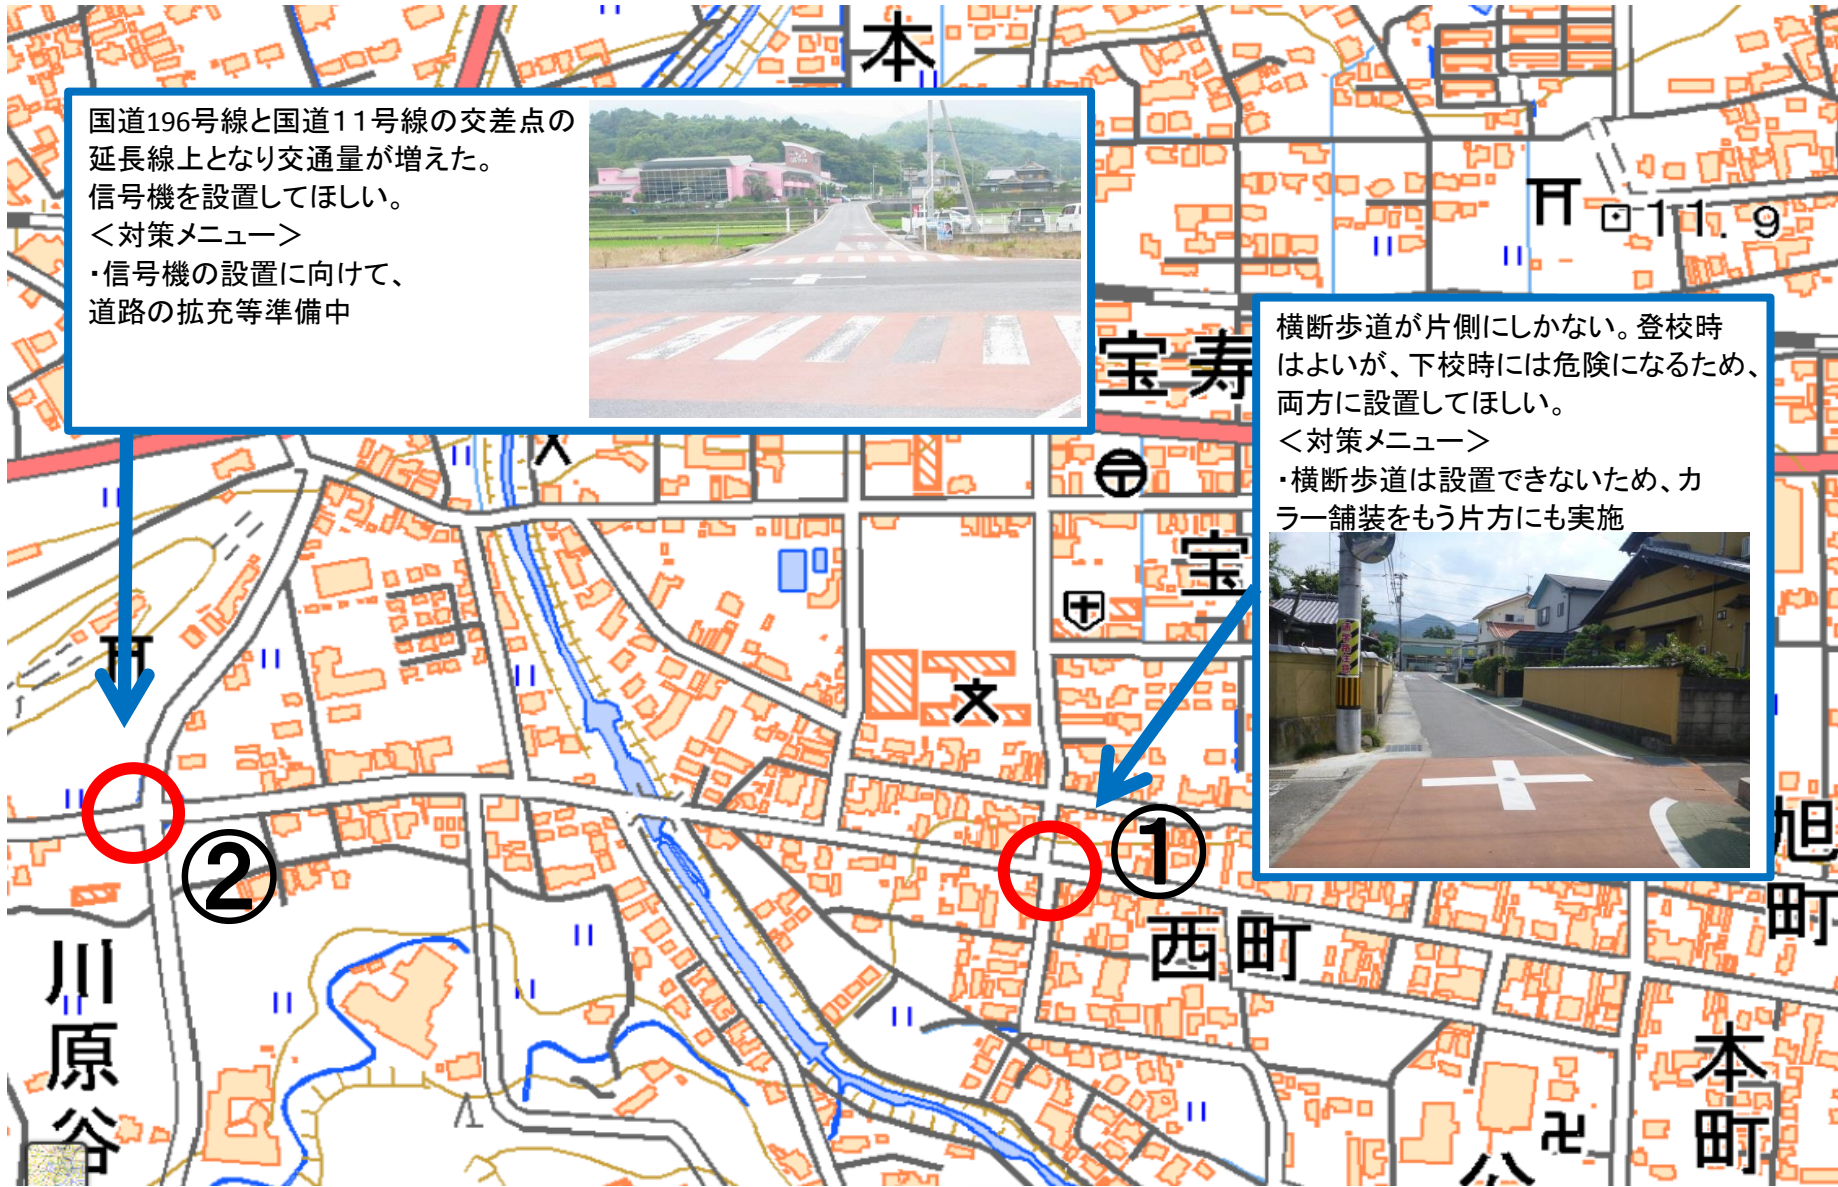 本
国道196号線と国道１１号線の交差点の
延長線上となり交通量が増えた。
信号機を設置してほしい。
＜対策メニュー＞
・信号機の設置に向けて、
道路の拡充等準備中
11.9
宝寿
横断歩道が片側にしかない。登校時
はよいが、下校時には危険になるため、
両方に設置してほしい。
＜対策メニュー＞
・横断歩道は設置できないため、カ
ラー舗装をもう片方にも実施
宝
①
②
旭町
西町
川原谷
本町
公